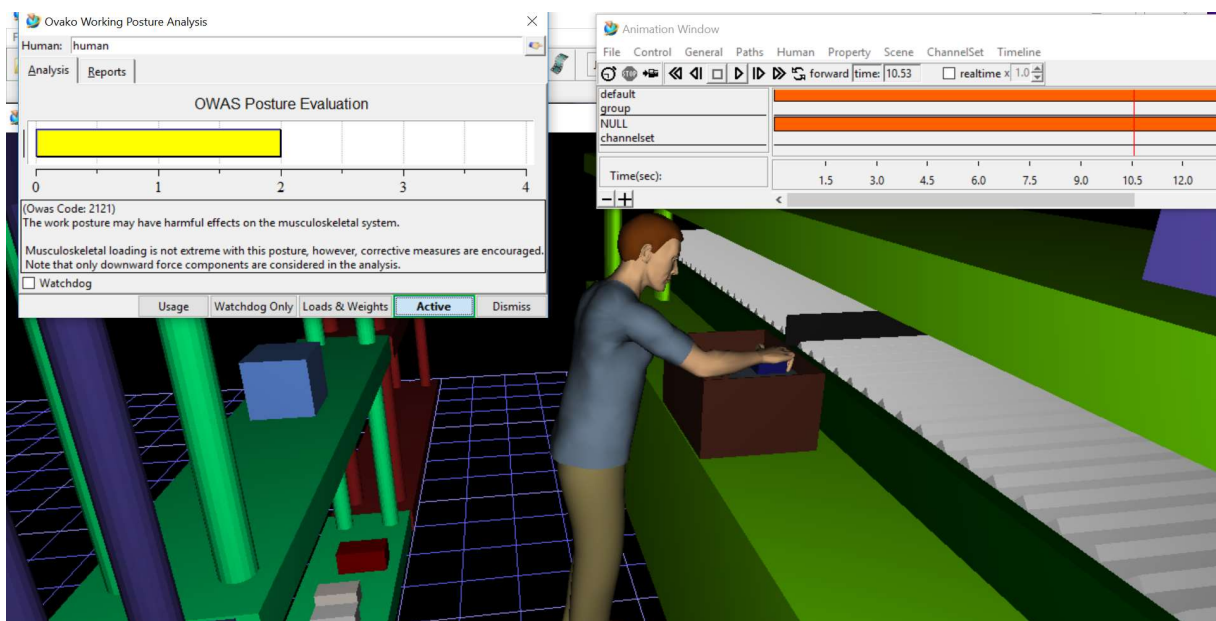 Ovako Working Posture Analysis
Human: human
Analysis Reports
OWAS Posture Evaluation
0 1 2 3 4
(Owas Code: 2121)
The work posture may have harmful effects on the musculoskeletal system.
Musculoskeletal loading is not extreme with this posture, however, corrective measures are encouraged.
Note that only downward force components are considered in the analysis.
Watchdog
Usage Watchdog Only Loads & Weights Active Dismiss
Animation Window
File Control General Paths Human Property Scene ChannelSet Timeline
STOP forward time: 10.53 realtime x 1.0
default
group
NULL
channelset
Time(sec): 1.5 3.0 4.5 6.0 7.5 9.0 10.5 12.0